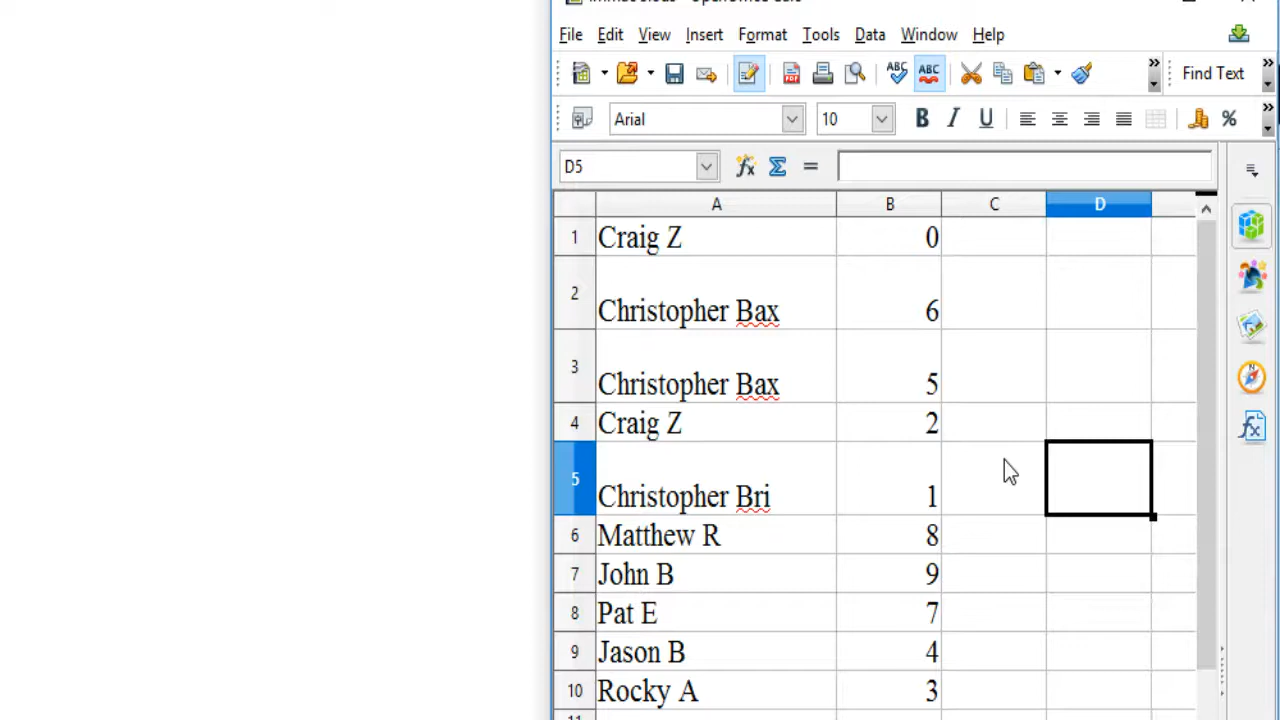 File Edit View Insert Format Tools Data Window Help
ABC ABC Find Text
Arial 10 B I U %
D5 =
A B C D
1 Craig Z 0
2 Christopher Bax 6
3 Christopher Bax 5
4 Craig Z 2
5 Christopher Bri 1
6 Matthew R 8
7 John B 9
8 Pat E 7
9 Jason B 4
10 Rocky A 3